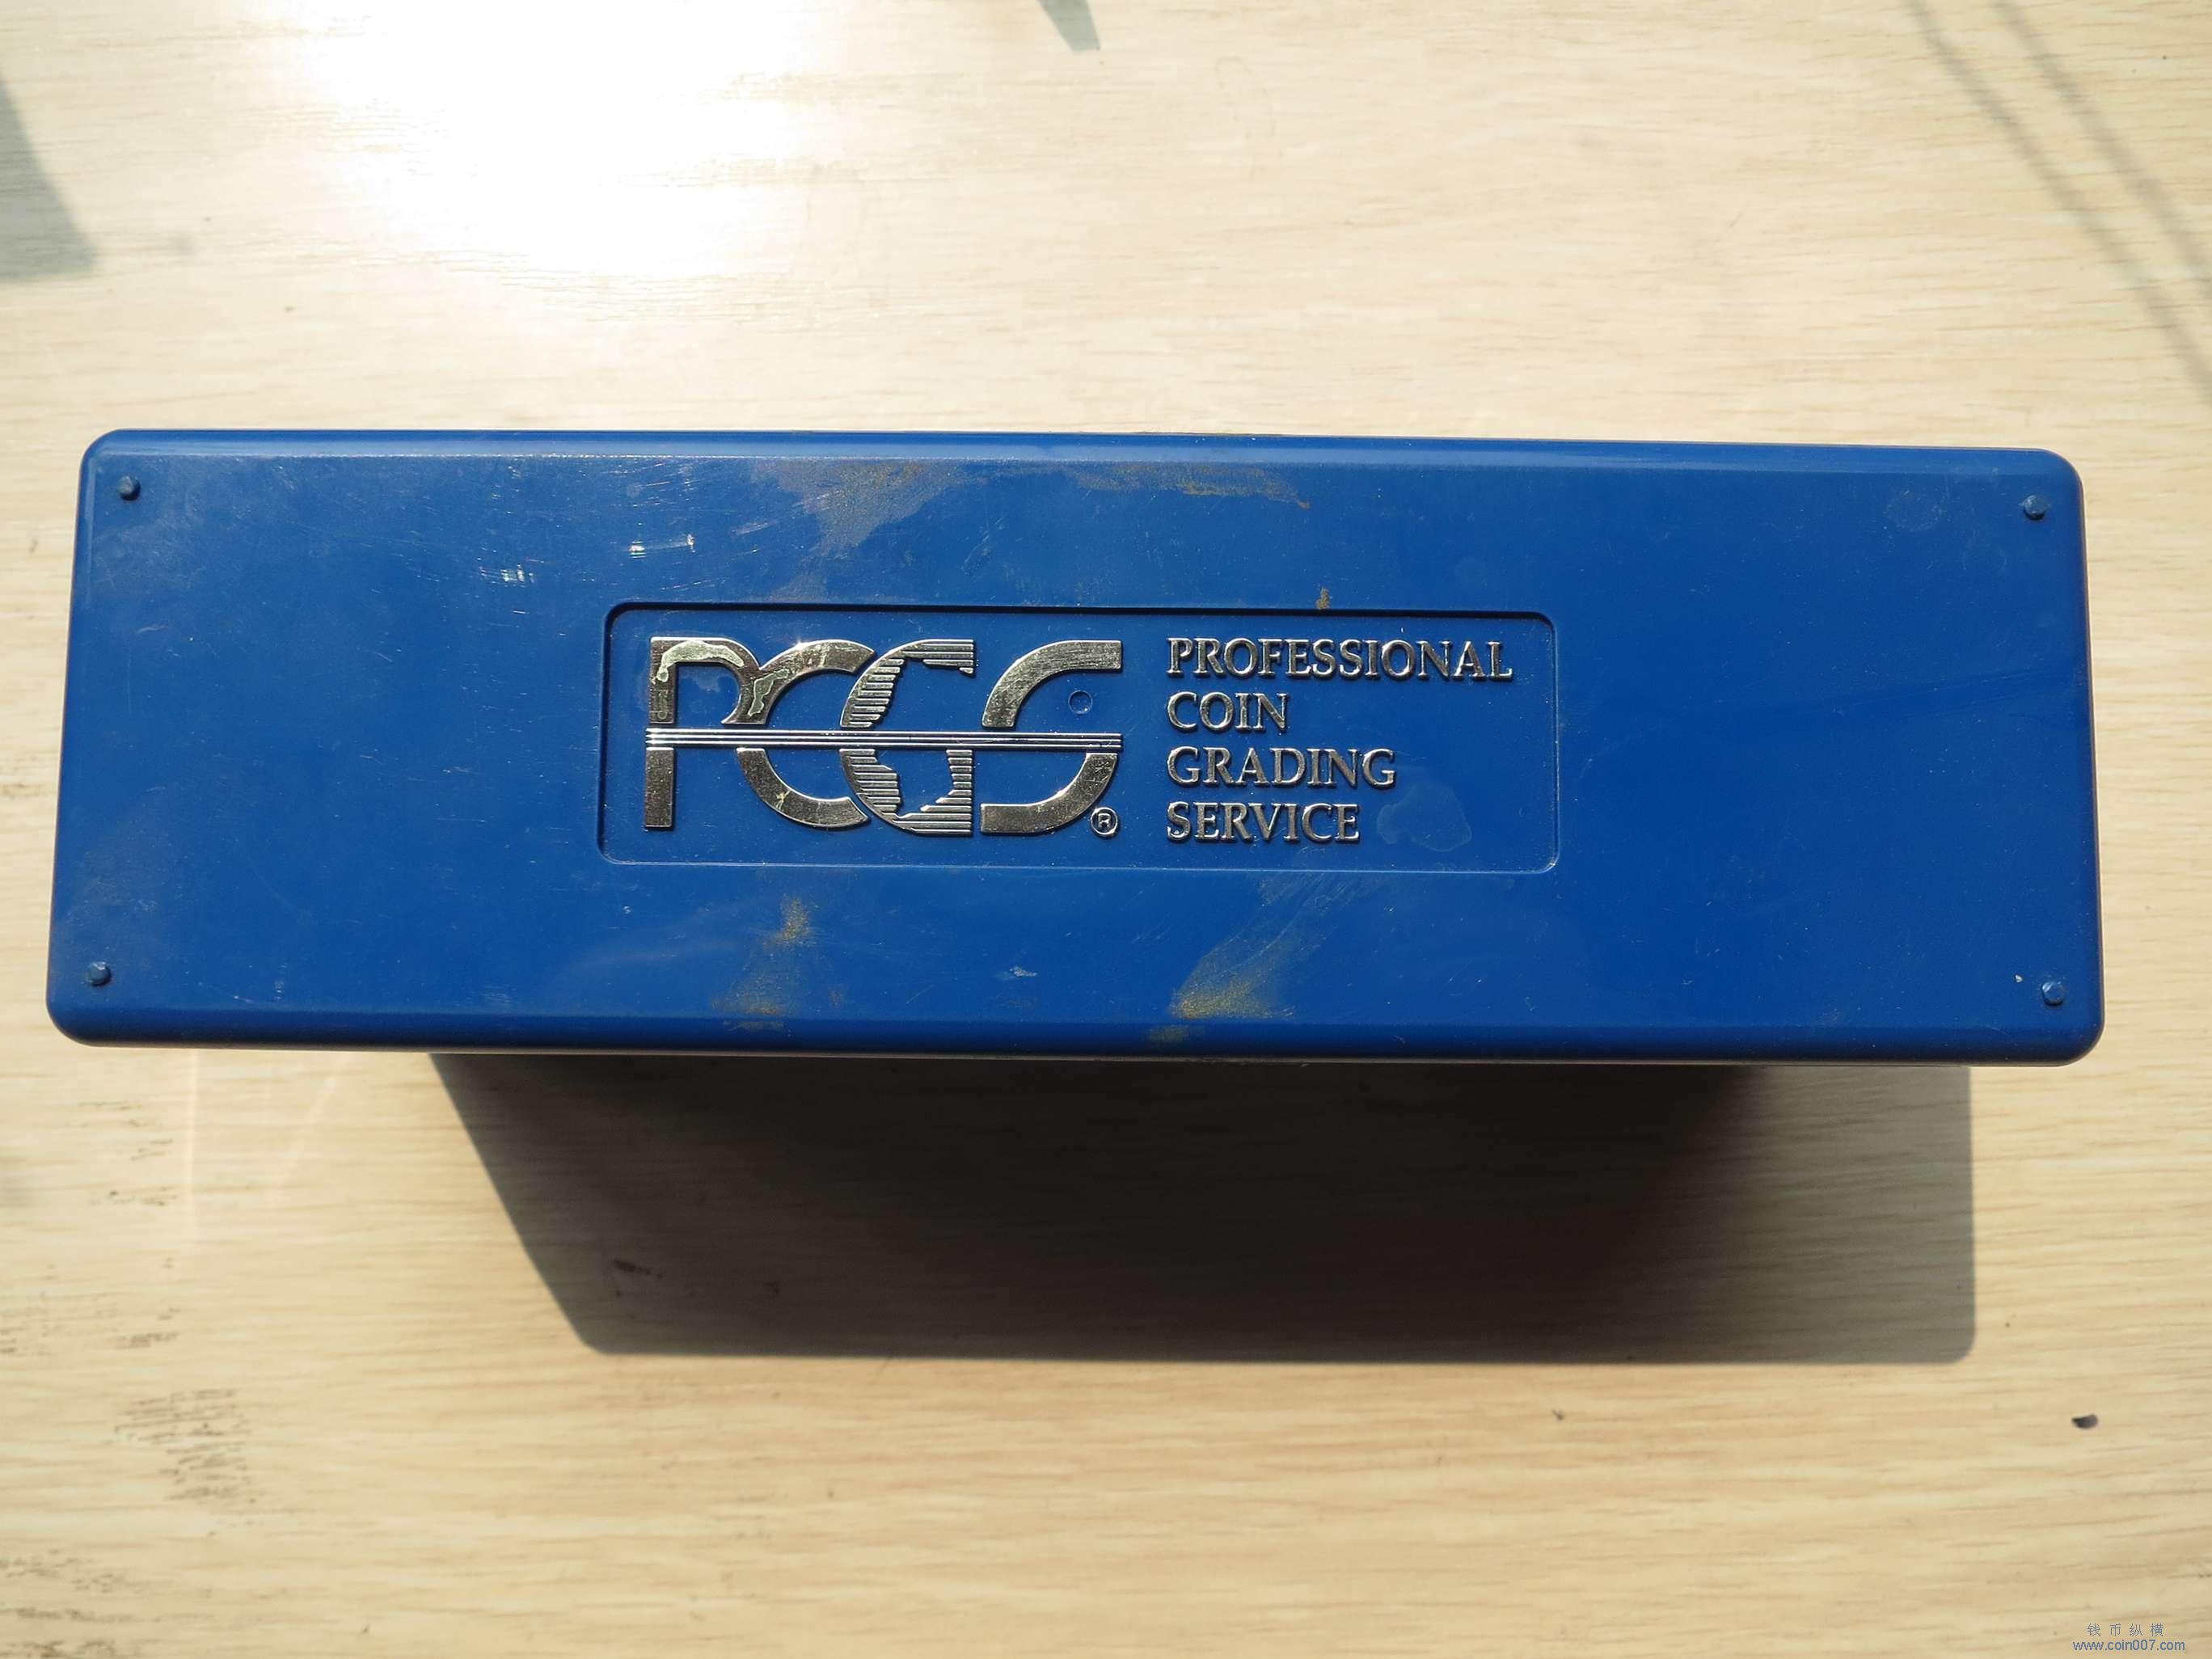 PCGS®
PROFESSIONAL
COIN
GRADING
SERVICE
钱币纵横
www.coin007.com